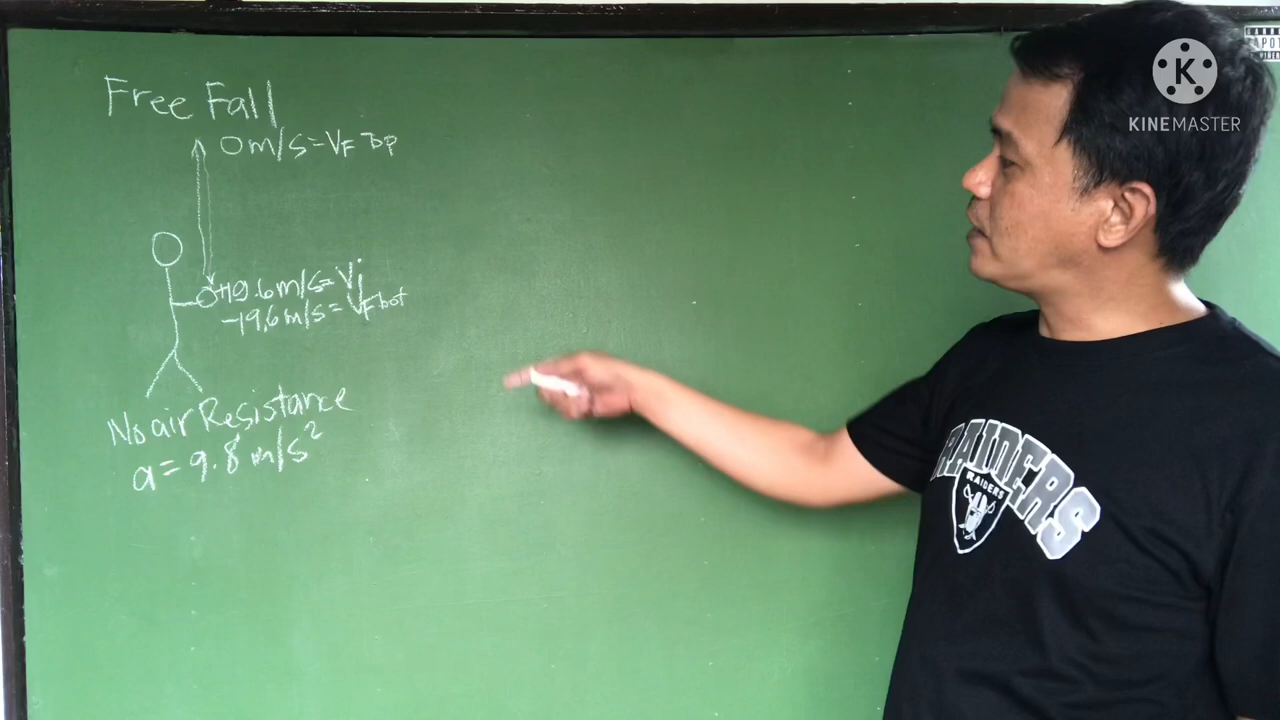 Free Fall
0 m/s = VF TOP
+19.6 m/s = Vi
-19.6 m/s = VF bot
No air Resistance
a = 9.8 m/s²
K
KINEMASTER
RAIDERS
RAIDERS